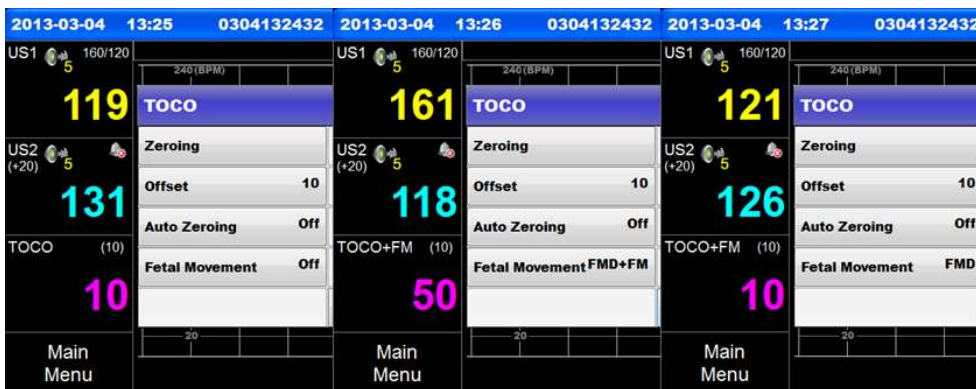 2013-03-04 13:25 0304132432
US1 160/120
5
119
US2
(+20) 5
131
TOCO (10)
10
Main
Menu
240(BPM)
TOCO
Zeroing
Offset 10
Auto Zeroing Off
Fetal Movement Off
20
2013-03-04 13:26 0304132432
US1 160/120
5
161
US2
(+20) 5
118
TOCO+FM (10)
50
Main
Menu
240(BPM)
TOCO
Zeroing
Offset 10
Auto Zeroing Off
Fetal Movement FMD+FM
20
2013-03-04 13:27 0304132432
US1 160/120
5
121
US2
(+20) 5
126
TOCO+FM (10)
10
Main
Menu
240(BPM)
TOCO
Zeroing
Offset 10
Auto Zeroing Off
Fetal Movement FMD
20